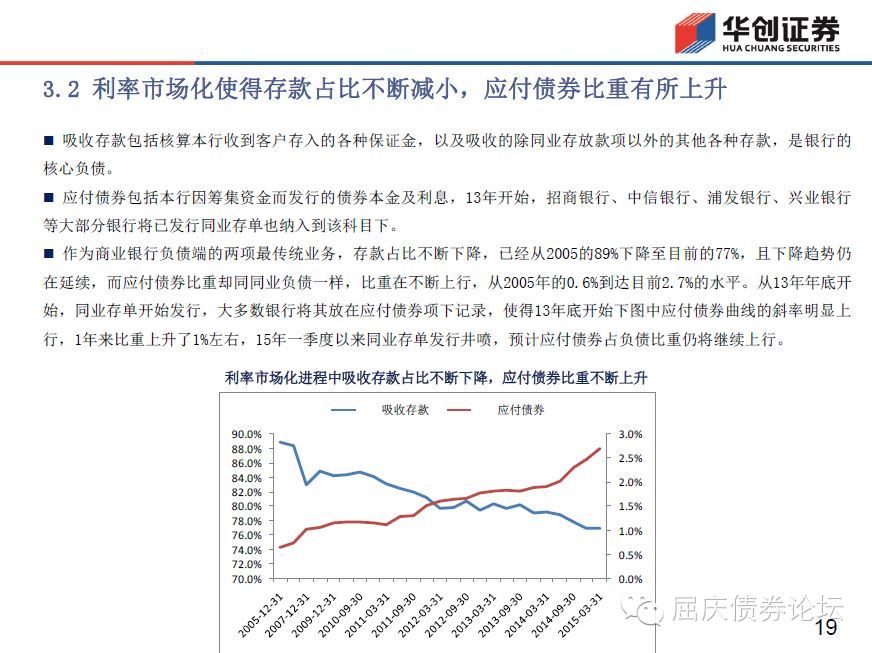 华创证券
HUA CHUANG SECURITIES
3.2 利率市场化使得存款占比不断减小，应付债券比重有所上升
■ 吸收存款包括核算本行收到客户存入的各种保证金，以及吸收的除同业存放款项以外的其他各种存款，是银行的
核心负债。
■ 应付债券包括本行因筹集资金而发行的债券本金及利息，13年开始，招商银行、中信银行、浦发银行、兴业银行
等大部分银行将已发行同业存单也纳入到该科目下。
■ 作为商业银行负债端的两项最传统业务，存款占比不断下降，已经从2005的89%下降至目前的77%，且下降趋势仍
在延续，而应付债券比重却同同业负债一样，比重在不断上行，从2005年的0.6%到达目前2.7%的水平。从13年年底开
始，同业存单开始发行，大多数银行将其放在应付债券项下记录，使得13年底开始下图中应付债券曲线的斜率明显上
行，1年来比重上升了1%左右，15年一季度以来同业存单发行井喷，预计应付债券占负债比重仍将继续上行。
利率市场化进程中吸收存款占比不断下降，应付债券比重不断上升
吸收存款 应付债券
90.0% 3.0%
88.0%
86.0% 2.5%
84.0% 2.0%
82.0%
80.0% 1.5%
78.0% 1.0%
76.0%
74.0% 0.5%
72.0%
70.0% 0.0%
2005-12-31 2007-12-31 2009-12-31 2010-09-30 2011-03-31 2011-09-30 2012-03-31 2012-09-30 2013-03-31 2013-09-30 2014-03-31 2014-09-30 2015-03-31
屈庆债券论坛
19